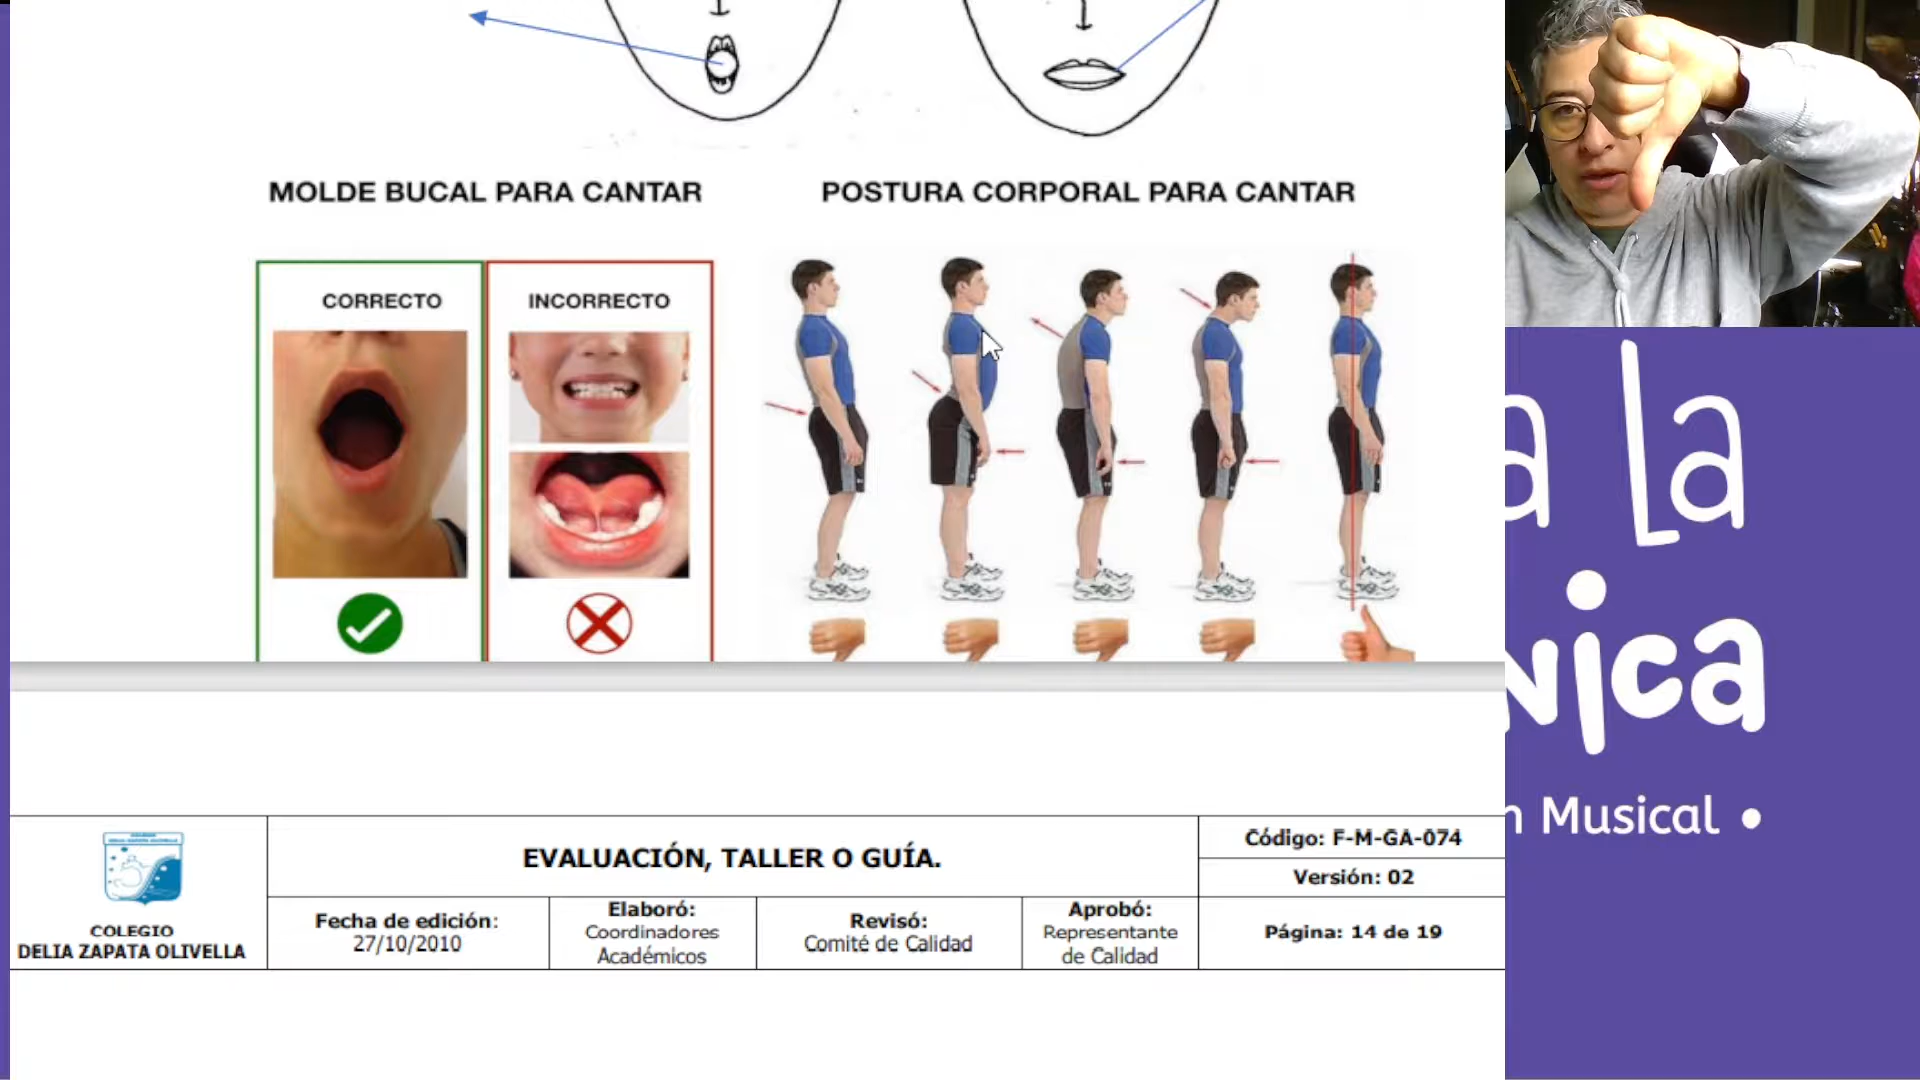 MOLDE BUCAL PARA CANTAR
POSTURA CORPORAL PARA CANTAR
CORRECTO
INCORRECTO
a La
nica
n Musical •
COLEGIO
DELIA ZAPATA OLIVELLA
EVALUACIÓN, TALLER O GUÍA.
Código: F-M-GA-074
Versión: 02
Fecha de edición:
27/10/2010
Elaboró:
Coordinadores
Académicos
Revisó:
Comité de Calidad
Aprobó:
Representante
de Calidad
Página: 14 de 19